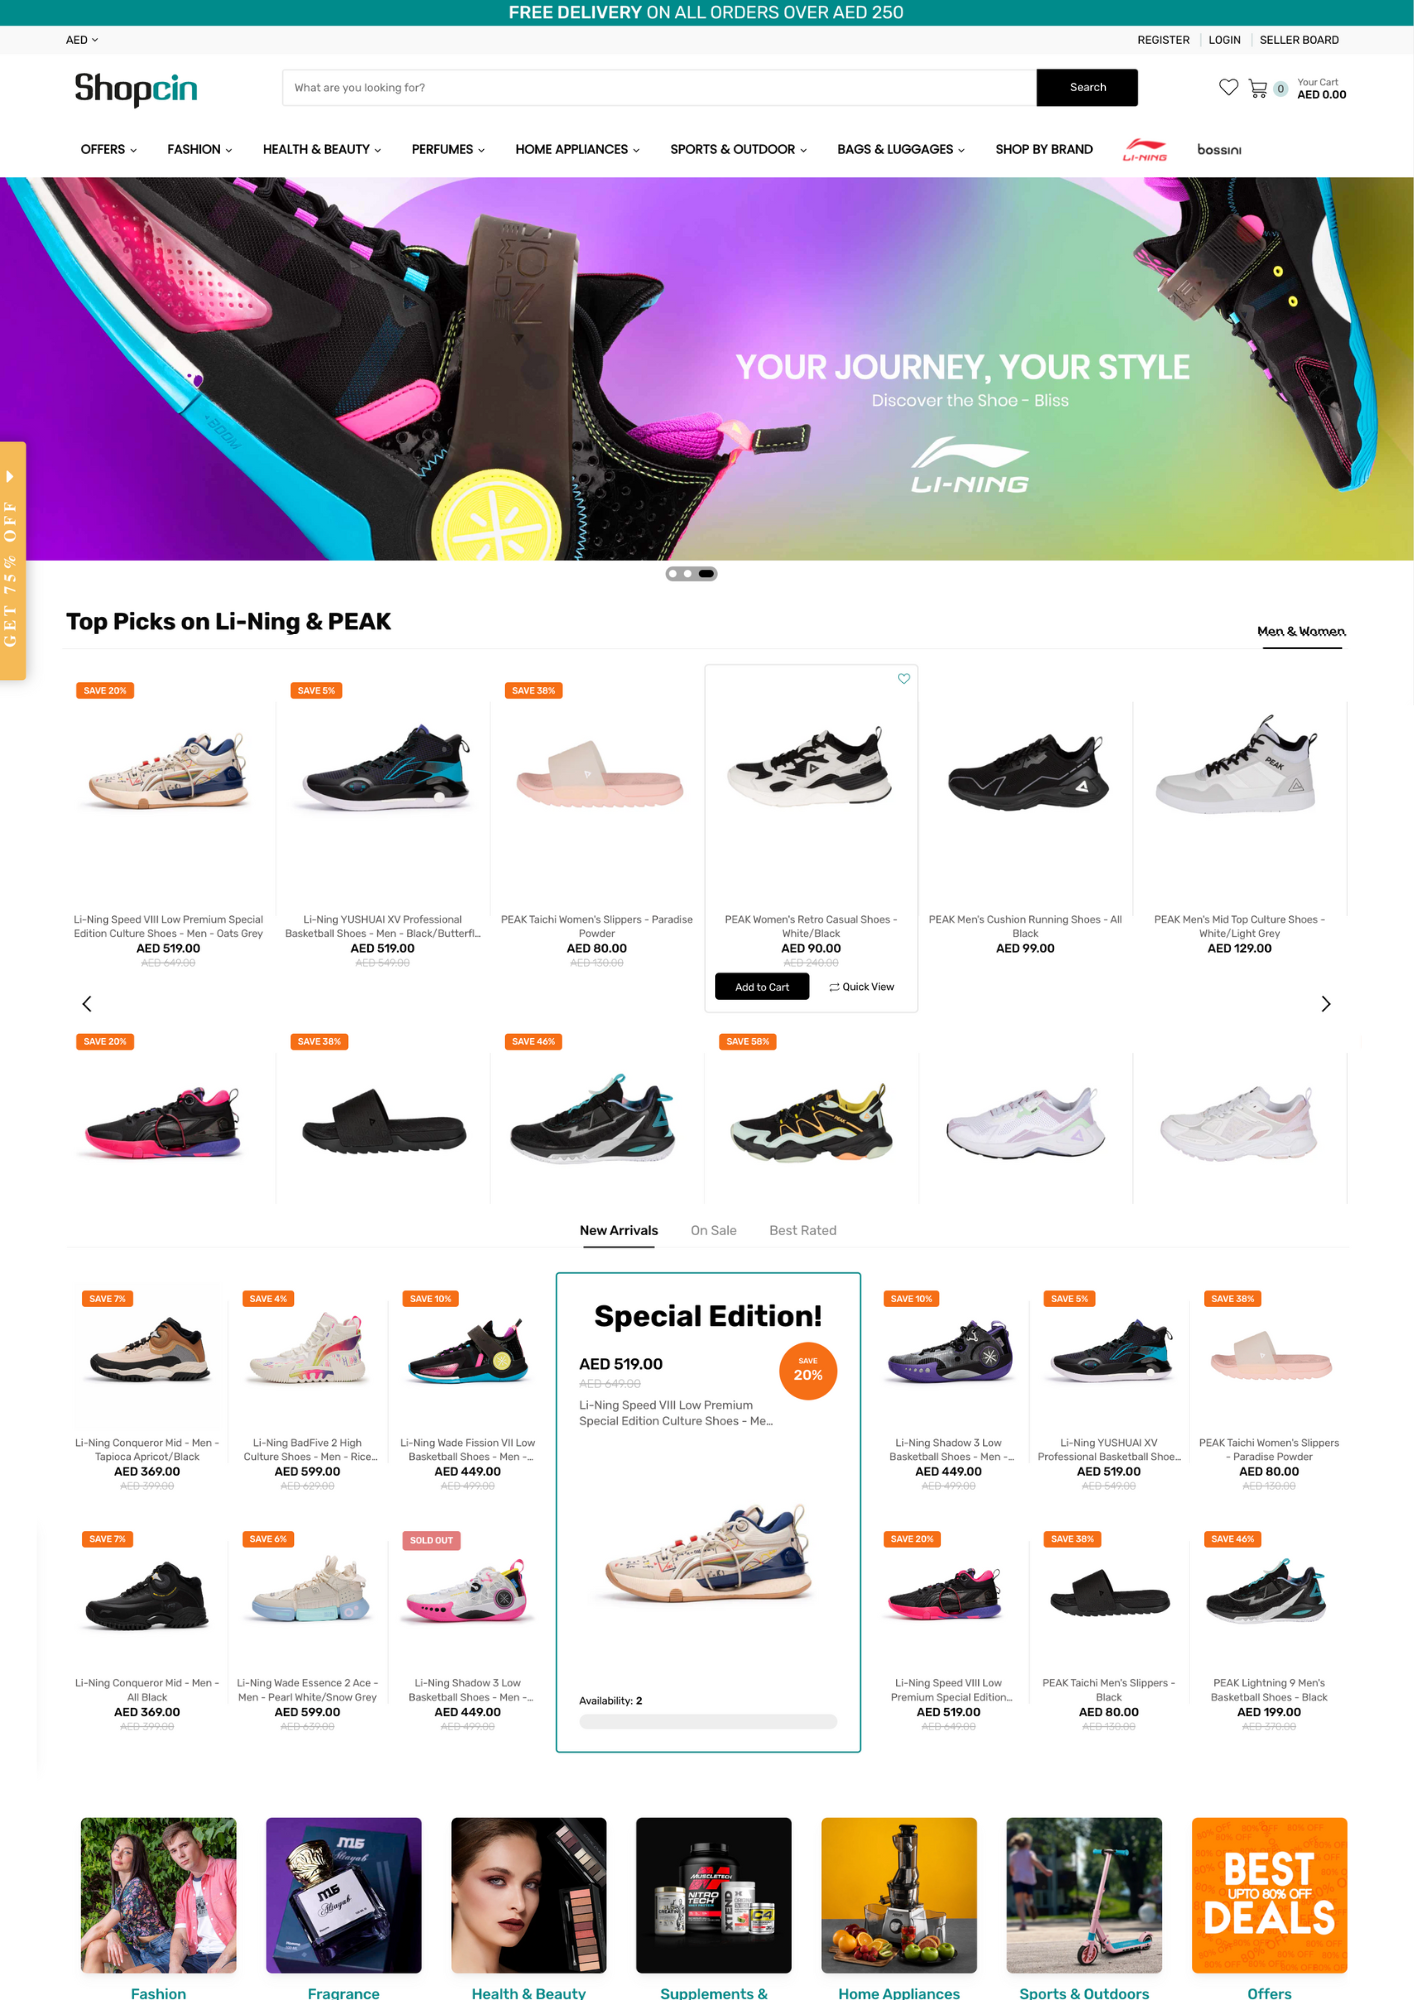 FREE DELIVERY ON ALL ORDERS OVER AED 250
AED
REGISTER
LOGIN
SELLER BOARD
Shopcin
What are you looking for?
Search
0
Your Cart
AED 0.00
OFFERS
FASHION
HEALTH & BEAUTY
PERFUMES
HOME APPLIANCES
SPORTS & OUTDOOR
BAGS & LUGGAGES
SHOP BY BRAND
LI-NING
bossini
YOUR JOURNEY, YOUR STYLE
Discover the Shoe - Bliss
LI-NING
GET 75% OFF
Top Picks on Li-Ning & PEAK
Men & Women
SAVE 20%
SAVE 5%
SAVE 38%
PEAK
Li-Ning Speed VIII Low Premium Special
Edition Culture Shoes - Men - Oats Grey
AED 519.00
AED 649.00
Li-Ning YUSHUAI XV Professional
Basketball Shoes - Men - Black/Butterfl...
AED 519.00
AED 549.00
PEAK Taichi Women's Slippers - Paradise
Powder
AED 80.00
AED 130.00
PEAK Women's Retro Casual Shoes -
White/Black
AED 90.00
AED 240.00
Add to Cart
Quick View
PEAK Men's Cushion Running Shoes - All
Black
AED 99.00
PEAK Men's Mid Top Culture Shoes -
White/Light Grey
AED 129.00
SAVE 20%
SAVE 38%
SAVE 46%
SAVE 58%
New Arrivals
On Sale
Best Rated
SAVE 7%
SAVE 4%
SAVE 10%
Li-Ning Conqueror Mid - Men -
Tapioca Apricot/Black
AED 369.00
AED 399.00
Li-Ning BadFive 2 High
Culture Shoes - Men - Rice...
AED 599.00
AED 629.00
Li-Ning Wade Fission VII Low
Basketball Shoes - Men -...
AED 449.00
AED 499.00
SAVE 7%
SAVE 6%
SOLD OUT
Li-Ning Conqueror Mid - Men -
All Black
AED 369.00
AED 399.00
Li-Ning Wade Essence 2 Ace -
Men - Pearl White/Snow Grey
AED 599.00
AED 639.00
Li-Ning Shadow 3 Low
Basketball Shoes - Men -...
AED 449.00
AED 499.00
Special Edition!
AED 519.00
AED 649.00
SAVE
20%
Li-Ning Speed VIII Low Premium
Special Edition Culture Shoes - Me...
Availability: 2
SAVE 10%
SAVE 5%
SAVE 38%
Li-Ning Shadow 3 Low
Basketball Shoes - Men -...
AED 449.00
AED 499.00
Li-Ning YUSHUAI XV
Professional Basketball Shoe...
AED 519.00
AED 549.00
PEAK Taichi Women's Slippers
- Paradise Powder
AED 80.00
AED 130.00
SAVE 20%
SAVE 38%
SAVE 46%
Li-Ning Speed VIII Low
Premium Special Edition...
AED 519.00
AED 649.00
PEAK Taichi Men's Slippers -
Black
AED 80.00
AED 130.00
PEAK Lightning 9 Men's
Basketball Shoes - Black
AED 199.00
AED 370.00
MUSCLETECH
NITRO
TECH
XTEND
C4
BEST
UPTO 80% OFF
DEALS
Fashion
Fragrance
Health & Beauty
Supplements &
Home Appliances
Sports & Outdoors
Offers